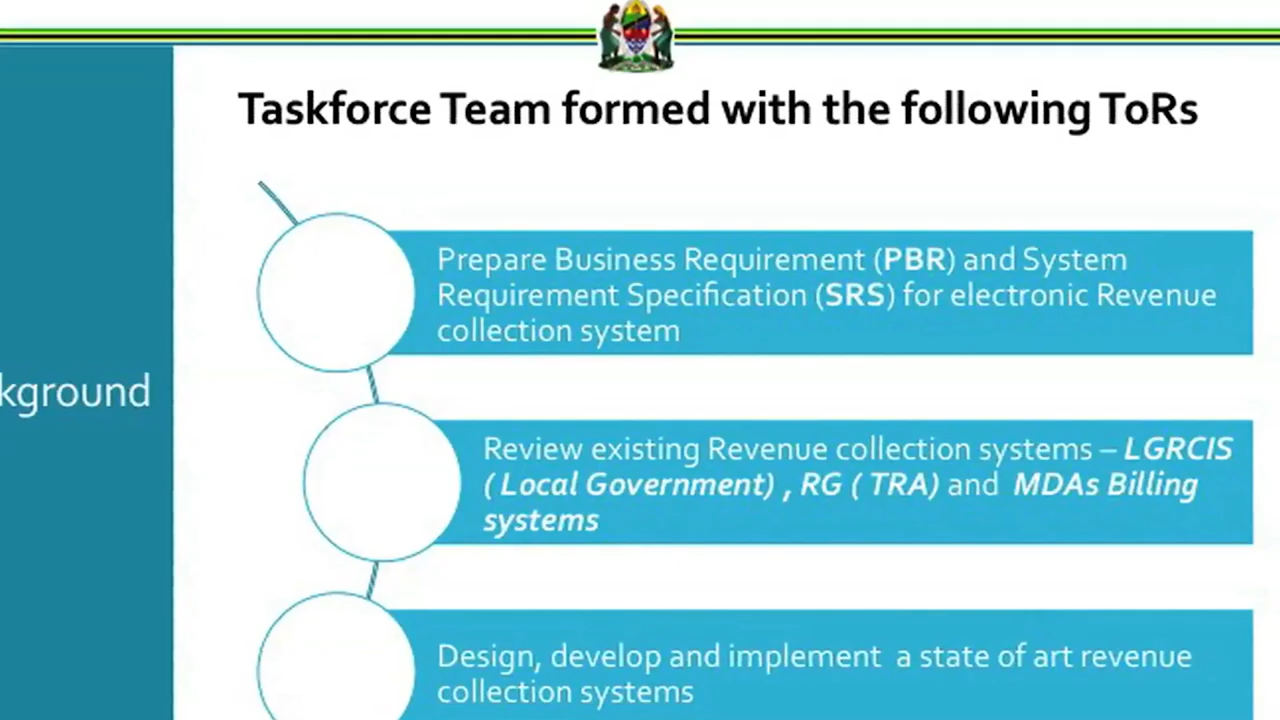 Taskforce Team formed with the following ToRs
Prepare Business Requirement (PBR) and System
Requirement Specification (SRS) for electronic Revenue
collection system
kground
Review existing Revenue collection systems – LGRCIS
( Local Government) , RG ( TRA) and MDAs Billing
systems
Design, develop and implement a state of art revenue
collection systems